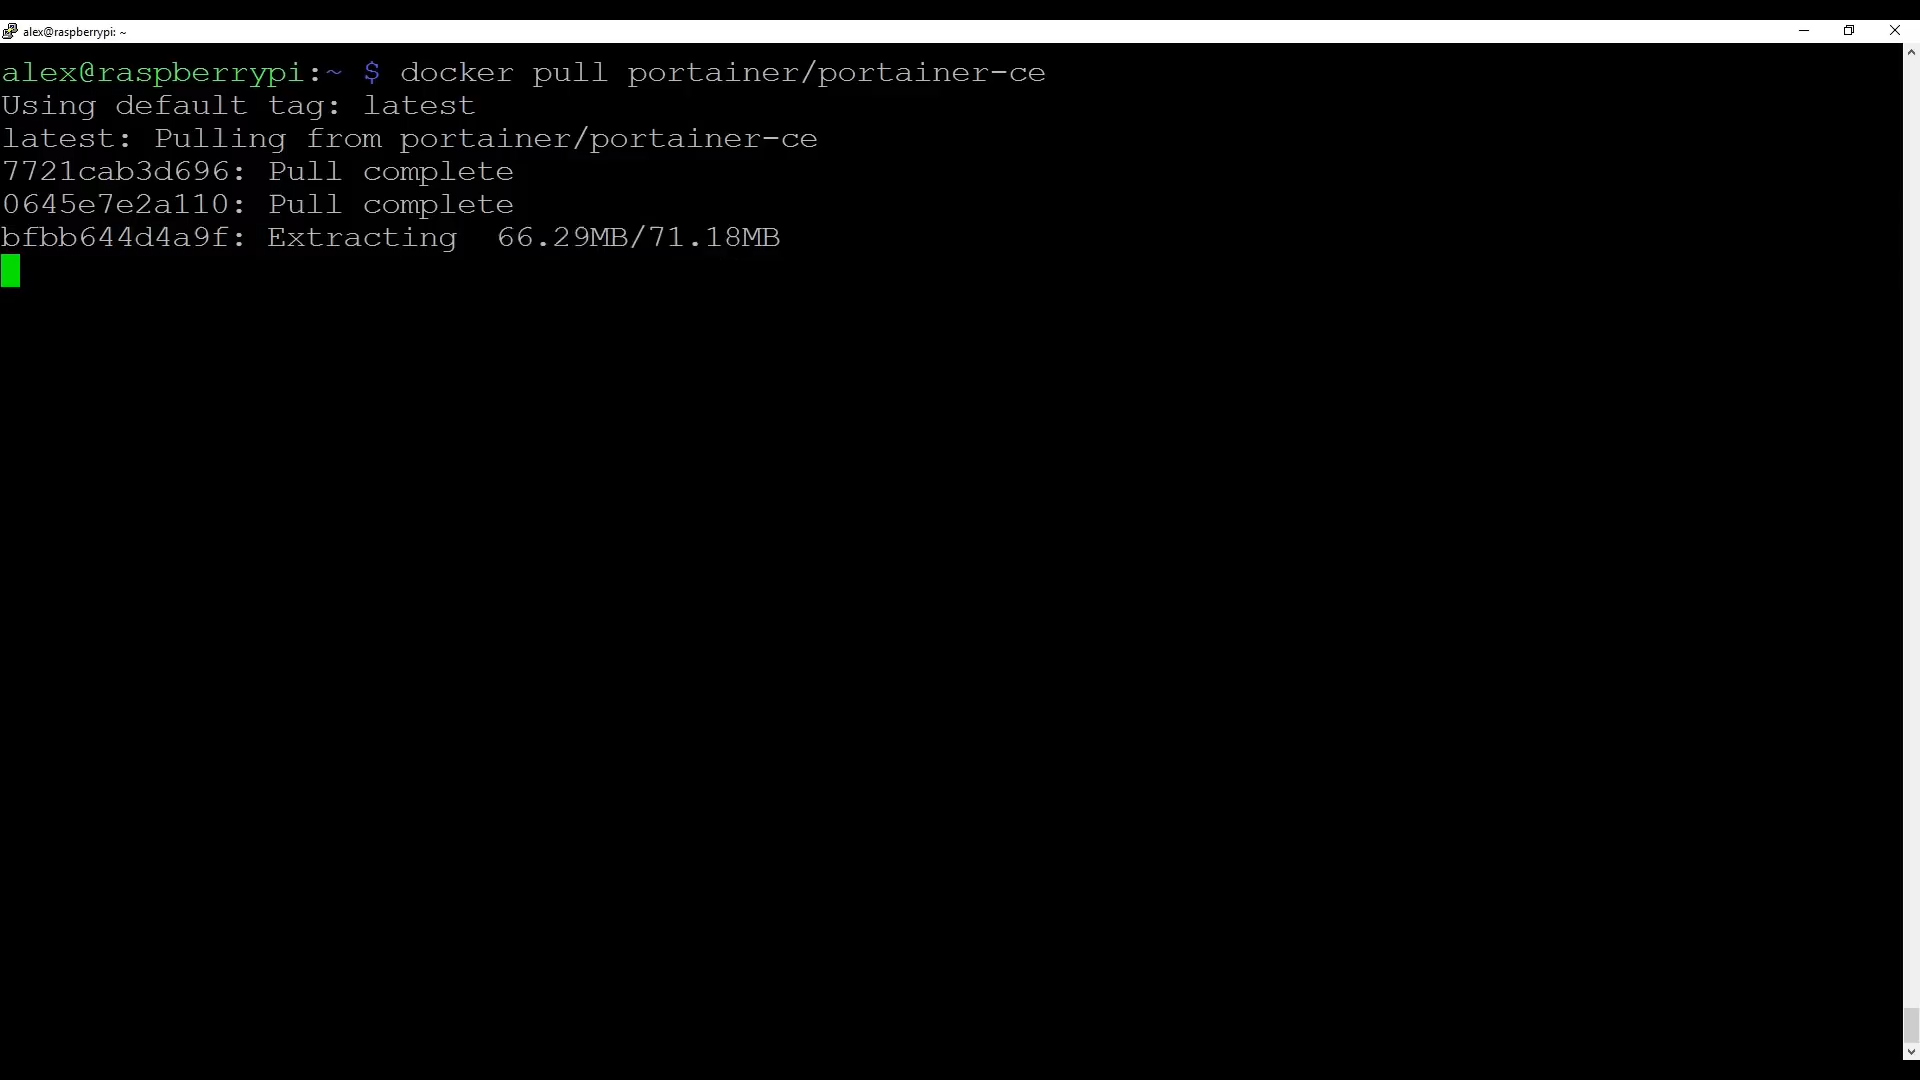 alex@raspberrypi: ~
alex@raspberrypi:~ $ docker pull portainer/portainer-ce
Using default tag: latest
latest: Pulling from portainer/portainer-ce
7721cab3d696: Pull complete
0645e7e2a110: Pull complete
bfbb644d4a9f: Extracting  66.29MB/71.18MB